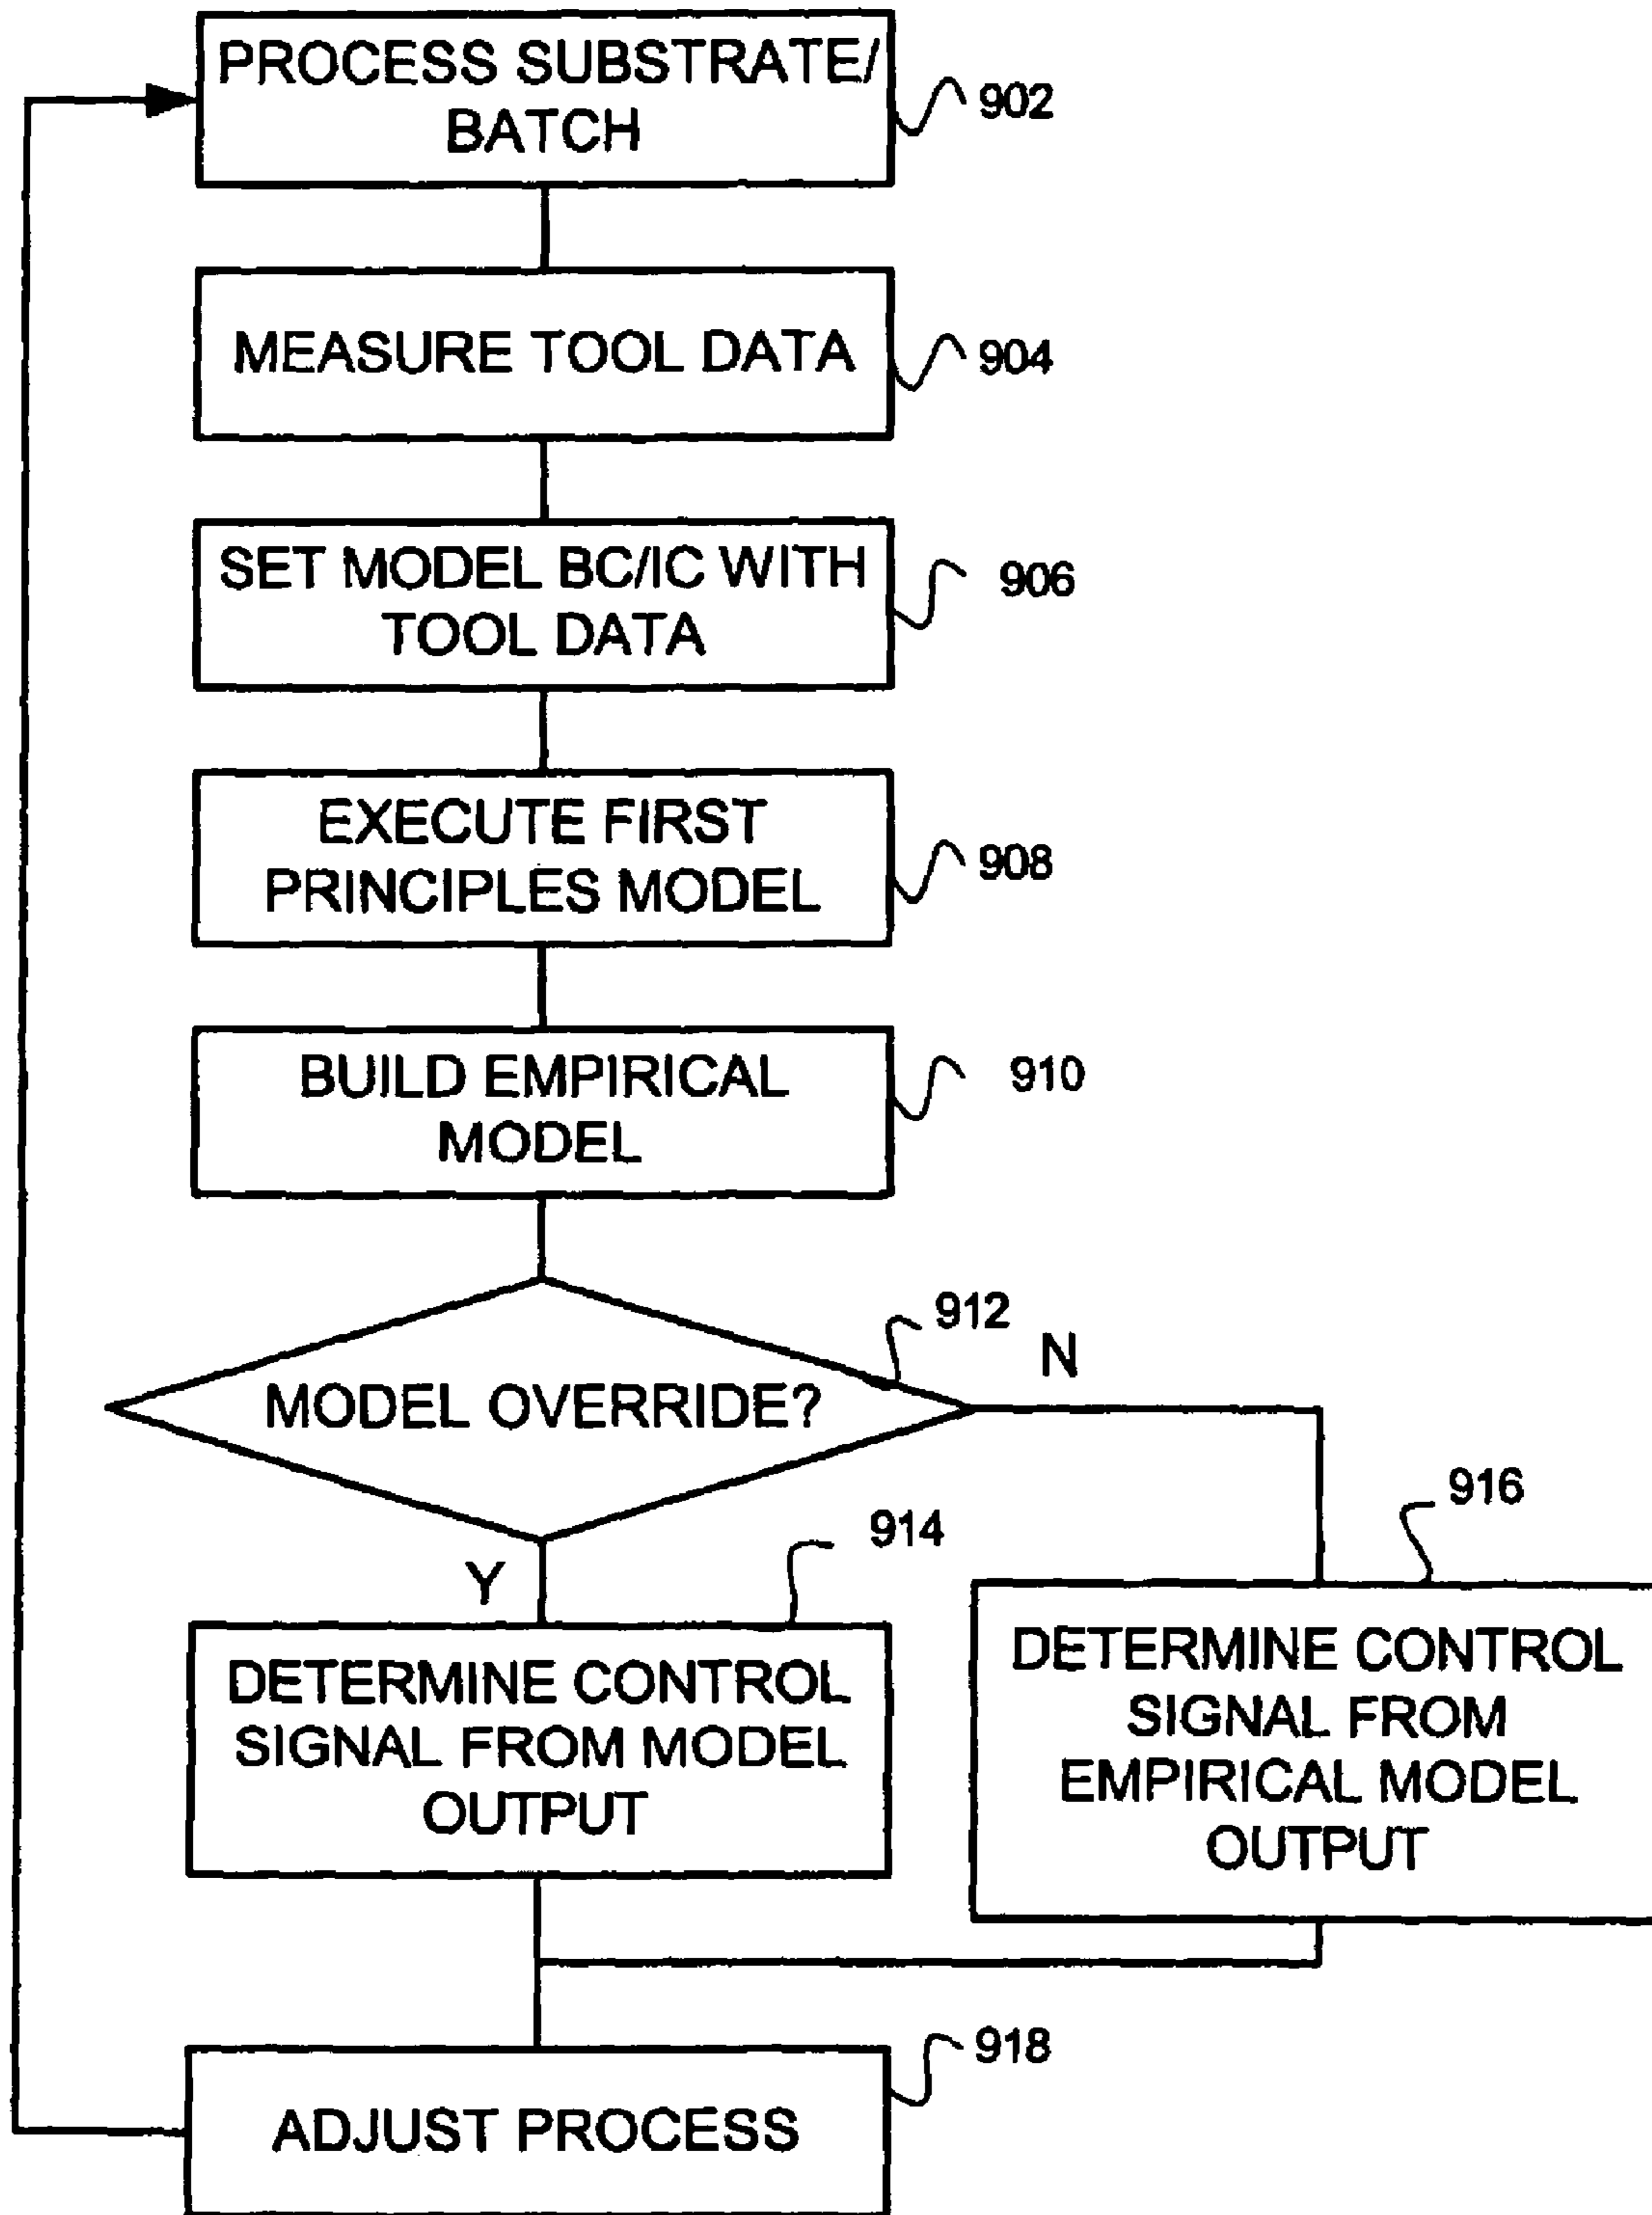 PROCESS SUBSTRATE/
BATCH
902
MEASURE TOOL DATA
904
SET MODEL BC/IC WITH
TOOL DATA
906
EXECUTE FIRST
PRINCIPLES MODEL
908
BUILD EMPIRICAL
MODEL
910
MODEL OVERRIDE?
912
N
Y
914
DETERMINE CONTROL
SIGNAL FROM MODEL
OUTPUT
916
DETERMINE CONTROL
SIGNAL FROM
EMPIRICAL MODEL
OUTPUT
918
ADJUST PROCESS